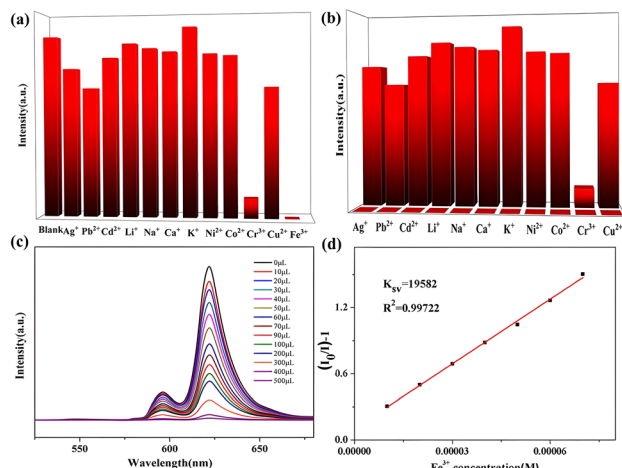 (a)
Intensity(a.u.)
Blank Ag⁺ Pb²⁺ Cd²⁺ Li⁺ Na⁺ Ca⁺ K⁺ Ni²⁺ Co²⁺ Cr³⁺ Cu²⁺ Fe³⁺
(b)
Intensity(a.u.)
Ag⁺ Pb²⁺ Cd²⁺ Li⁺ Na⁺ Ca⁺ K⁺ Ni²⁺ Co²⁺ Cr³⁺ Cu²⁺
(c)
Intensity(a.u.)
0μL
10μL
20μL
30μL
40μL
50μL
60μL
70μL
90μL
100μL
200μL
300μL
400μL
500μL
550 600 650
Wavelength(nm)
(d)
K_sv=19582
R²=0.99722
(I₀/I)-1
1.2
0.6
0.0
0.00000 0.00003 0.00006
Fe³⁺ concentration(M)